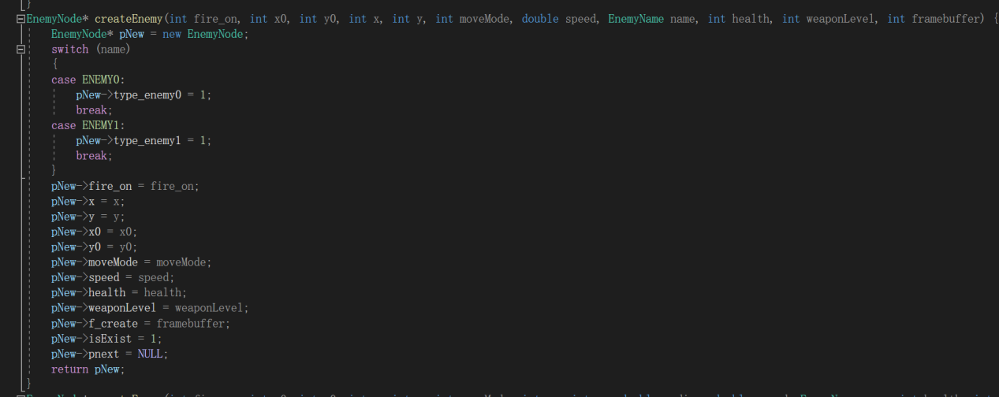 }
EnemyNode* createEnemy(int fire_on, int x0, int y0, int x, int y, int moveMode, double speed, EnemyName name, int health, int weaponLevel, int framebuffer) {
EnemyNode* pNew = new EnemyNode;
switch (name)
{
case ENEMY0:
pNew->type_enemy0 = 1;
break;
case ENEMY1:
pNew->type_enemy1 = 1;
break;
}
pNew->fire_on = fire_on;
pNew->x = x;
pNew->y = y;
pNew->x0 = x0;
pNew->y0 = y0;
pNew->moveMode = moveMode;
pNew->speed = speed;
pNew->health = health;
pNew->weaponLevel = weaponLevel;
pNew->f_create = framebuffer;
pNew->isExist = 1;
pNew->pnext = NULL;
return pNew;
}